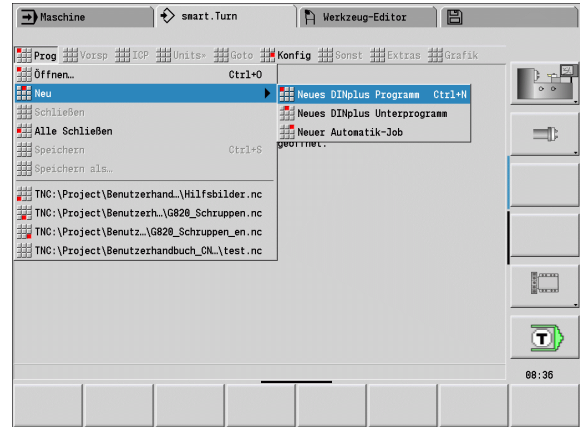 Maschine smart.Turn Werkzeug-Editor
Prog Vorsp ICP Units» Goto Konfig Sonst Extras Grafik
Öffnen… Ctrl+O
Neu
Neues DINplus Programm Ctrl+N
Schließen
Neues DINplus Unterprogramm
Alle Schließen
Neuer Automatik-Job
Speichern Ctrl+S
geöffnet.
Speichern als…
TNC:\Project\Benutzerhand…\Hilfsbilder.nc
TNC:\Project\Benutzerh…\G820_Schruppen.nc
TNC:\Project\Benutz…\G820_Schruppen_en.nc
TNC:\Project\Benutzerhandbuch_CN…\test.nc
T
08:36